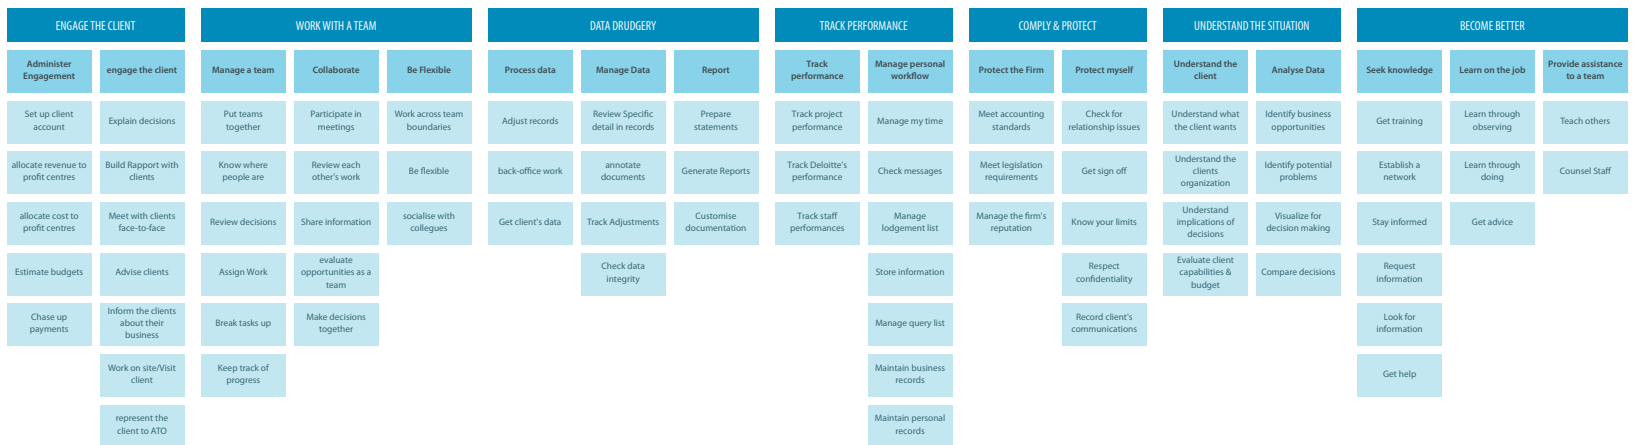 ENGAGE THE CLIENT
Administer
Engagement
Set up client
account
allocate revenue to
profit centres
allocate cost to
profit centres
Estimate budgets
Chase up
payments
engage the client
Explain decisions
Build Rapport with
clients
Meet with clients
face-to-face
Advise clients
Inform the clients
about their
business
Work on site/Visit
client
represent the
client to ATO
WORK WITH A TEAM
Manage a team
Put teams
together
Know where
people are
Review decisions
Assign Work
Break tasks up
Keep track of
progress
Collaborate
Participate in
meetings
Review each
other's work
Share information
evaluate
opportunities as a
team
Make decisions
together
Be Flexible
Work across team
boundaries
Be flexible
socialise with
collegues
DATA DRUDGERY
Process data
Adjust records
back-office work
Get client's data
Manage Data
Review Specific
detail in records
annotate
documents
Track Adjustments
Check data
integrity
Report
Prepare
statements
Generate Reports
Customise
documentation
TRACK PERFORMANCE
Track
performance
Track project
performance
Track Deloitte's
performance
Track staff
performances
Manage personal
workflow
Manage my time
Check messages
Manage
lodgement list
Store information
Manage query list
Maintain business
records
Maintain personal
records
COMPLY & PROTECT
Protect the Firm
Meet accounting
standards
Meet legislation
requirements
Manage the firm's
reputation
Protect myself
Check for
relationship issues
Get sign off
Know your limits
Respect
confidentiality
Record client's
communications
UNDERSTAND THE SITUATION
Understand the
client
Understand what
the client wants
Understand the
clients
organization
Understand
implications of
decisions
Evaluate client
capabilities &
budget
Analyse Data
Identify business
opportunities
Identify potential
problems
Visualize for
decision making
Compare decisions
BECOME BETTER
Seek knowledge
Get training
Establish a
network
Stay informed
Request
information
Look for
information
Get help
Learn on the job
Learn through
observing
Learn through
doing
Get advice
Provide assistance
to a team
Teach others
Counsel Staff